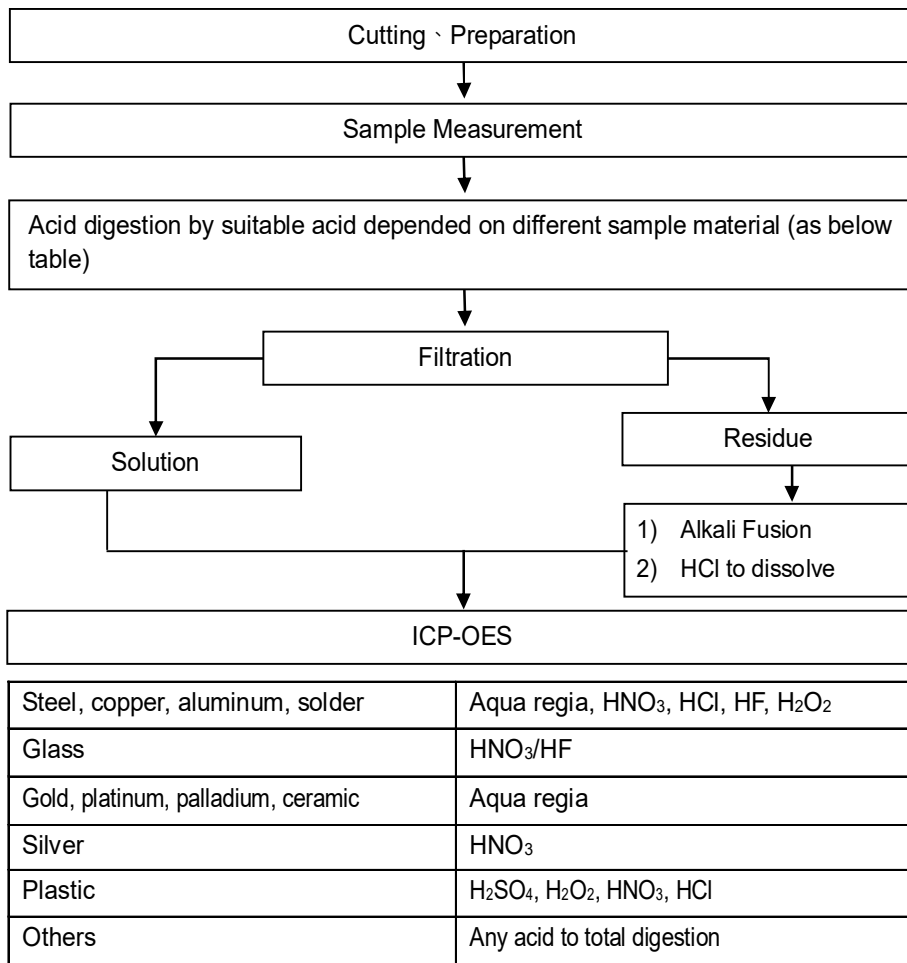 Cutting、Preparation
Sample Measurement
Acid digestion by suitable acid depended on different sample material (as below
table)
Filtration
Solution
Residue
1) Alkali Fusion
2) HCl to dissolve
ICP-OES
Steel, copper, aluminum, solder Aqua regia, HNO₃, HCl, HF, H₂O₂
Glass HNO₃/HF
Gold, platinum, palladium, ceramic Aqua regia
Silver HNO₃
Plastic H₂SO₄, H₂O₂, HNO₃, HCl
Others Any acid to total digestion